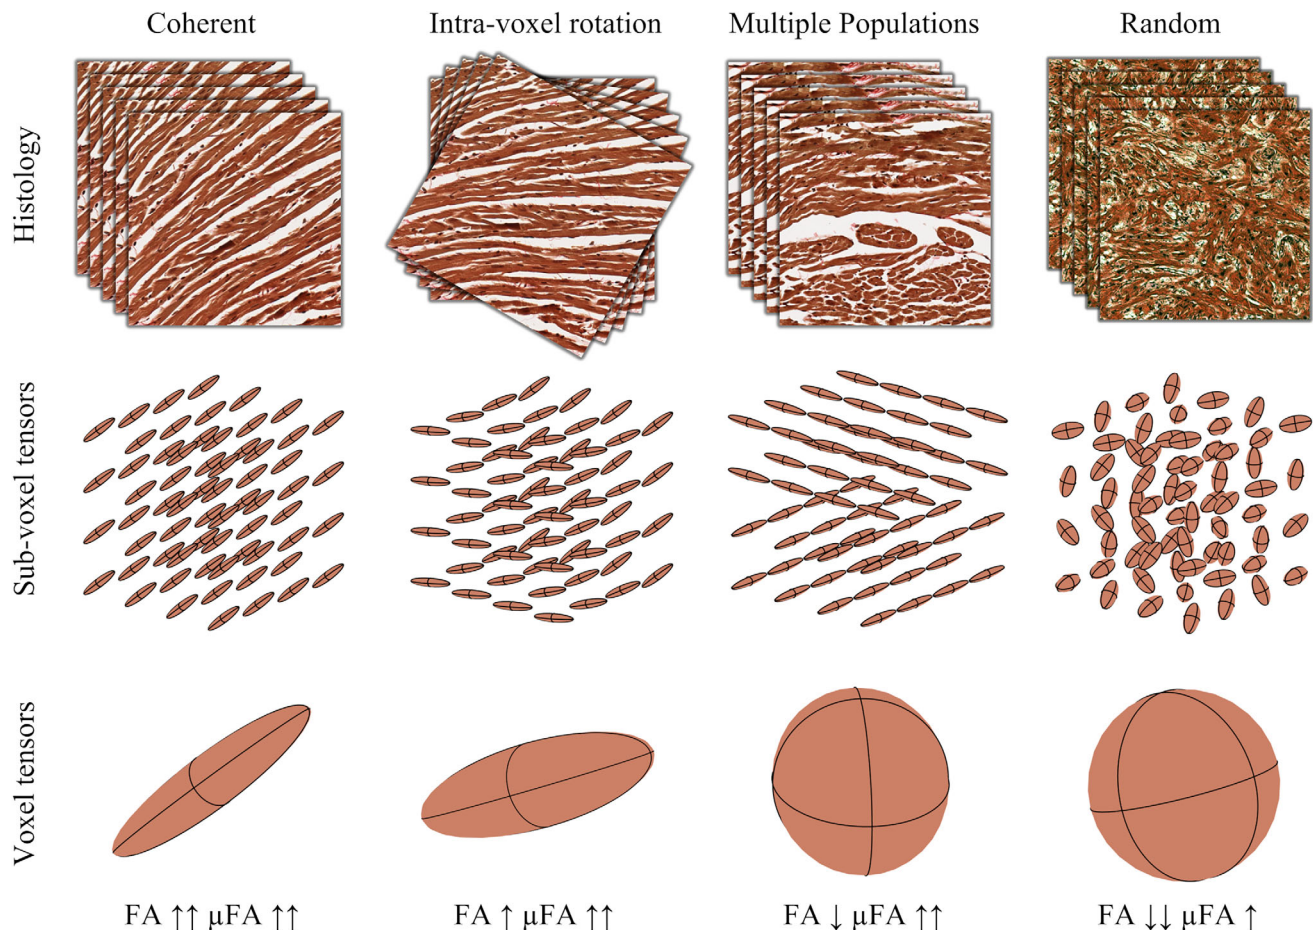 Coherent
Intra-voxel rotation
Multiple Populations
Random
Histology
Sub-voxel tensors
Voxel tensors
FA ↑↑ μFA ↑↑
FA ↑ μFA ↑↑
FA ↓ μFA ↑↑
FA ↓↓ μFA ↑